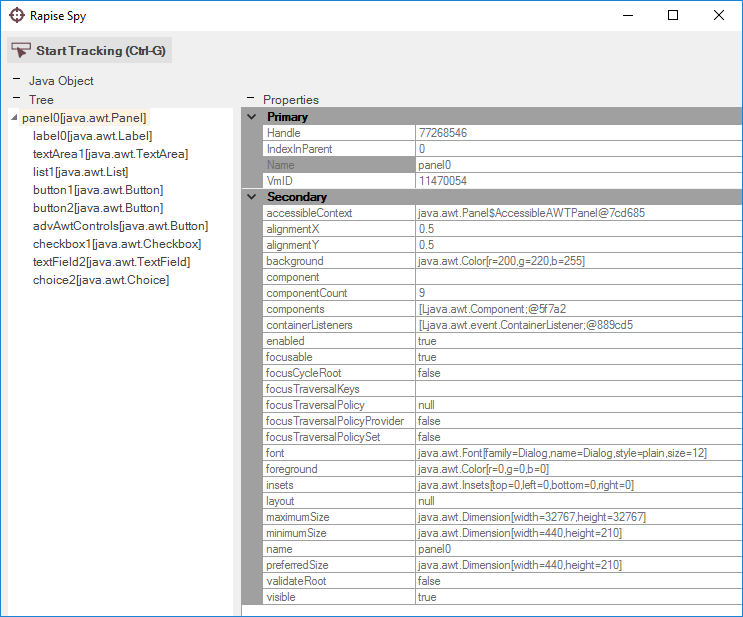 Rapise Spy
Start Tracking (Ctrl-G)
Java Object
Tree
panel0[java.awt.Panel]
label0[java.awt.Label]
textArea1[java.awt.TextArea]
list1[java.awt.List]
button1[java.awt.Button]
button2[java.awt.Button]
advAwtControls[java.awt.Button]
checkbox1[java.awt.Checkbox]
textField2[java.awt.TextField]
choice2[java.awt.Choice]
Properties
Primary
Handle 77268546
IndexInParent 0
Name panel0
VmID 11470054
Secondary
accessibleContext java.awt.Panel$AccessibleAWTPanel@7cd685
alignmentX 0.5
alignmentY 0.5
background java.awt.Color[r=200,g=220,b=255]
component
componentCount 9
components [Ljava.awt.Component;@5f7a2
containerListeners [Ljava.awt.event.ContainerListener;@889cd5
enabled true
focusable true
focusCycleRoot false
focusTraversalKeys
focusTraversalPolicy null
focusTraversalPolicyProvider false
focusTraversalPolicySet false
font java.awt.Font[family=Dialog,name=Dialog,style=plain,size=12]
foreground java.awt.Color[r=0,g=0,b=0]
insets java.awt.Insets[top=0,left=0,bottom=0,right=0]
layout null
maximumSize java.awt.Dimension[width=32767,height=32767]
minimumSize java.awt.Dimension[width=440,height=210]
name panel0
preferredSize java.awt.Dimension[width=440,height=210]
validateRoot false
visible true